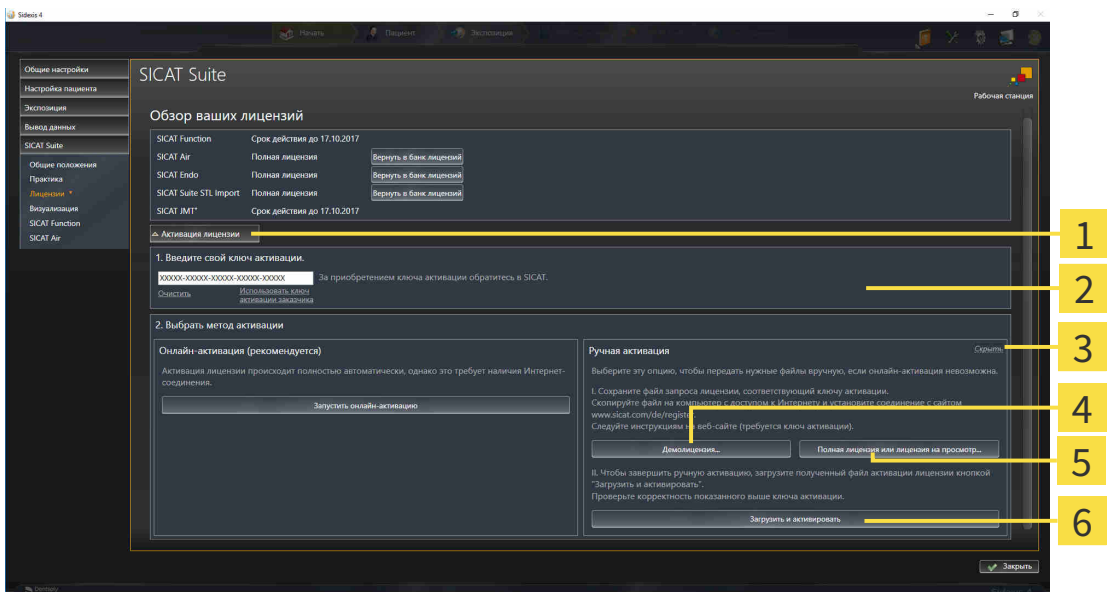 Sidexis 4
Начать
Пациент
Экспозиция
Общие настройки
Настройка пациента
Экспозиция
Вывод данных
SICAT Suite
Общие положения
Практика
Лицензии *
Визуализация
SICAT Function
SICAT Air
SICAT Suite
Рабочая станция
Обзор ваших лицензий
SICAT Function Срок действия до 17.10.2017
SICAT Air Полная лицензия Вернуть в банк лицензий
SICAT Endo Полная лицензия Вернуть в банк лицензий
SICAT Suite STL Import Полная лицензия Вернуть в банк лицензий
SICAT JMT⁺ Срок действия до 17.10.2017
Активация лицензии
1. Введите свой ключ активации.
XXXXX-XXXXX-XXXXX-XXXXX-XXXXX За приобретением ключа активации обратитесь в SICAT.
Очистить
Использовать ключ
активации заказчика
2. Выбрать метод активации
Онлайн-активация (рекомендуется)
Активация лицензии происходит полностью автоматически, однако это требует наличия Интернет-
соединения.
Запустить онлайн-активацию
Ручная активация
Скрыть
Выберите эту опцию, чтобы передать нужные файлы вручную, если онлайн-активация невозможна.
I. Сохраните файл запроса лицензии, соответствующий ключу активации.
Скопируйте файл на компьютер с доступом к Интернету и установите соединение с сайтом
www.sicat.com/de/register.
Следуйте инструкциям на веб-сайте (требуется ключ активации).
Демолицензия...
Полная лицензия или лицензия на просмотр...
II. Чтобы завершить ручную активацию, загрузите полученный файл активации лицензии кнопкой
"Загрузить и активировать".
Проверьте корректность показанного выше ключа активации.
Загрузить и активировать
Закрыть
1
2
3
4
5
6